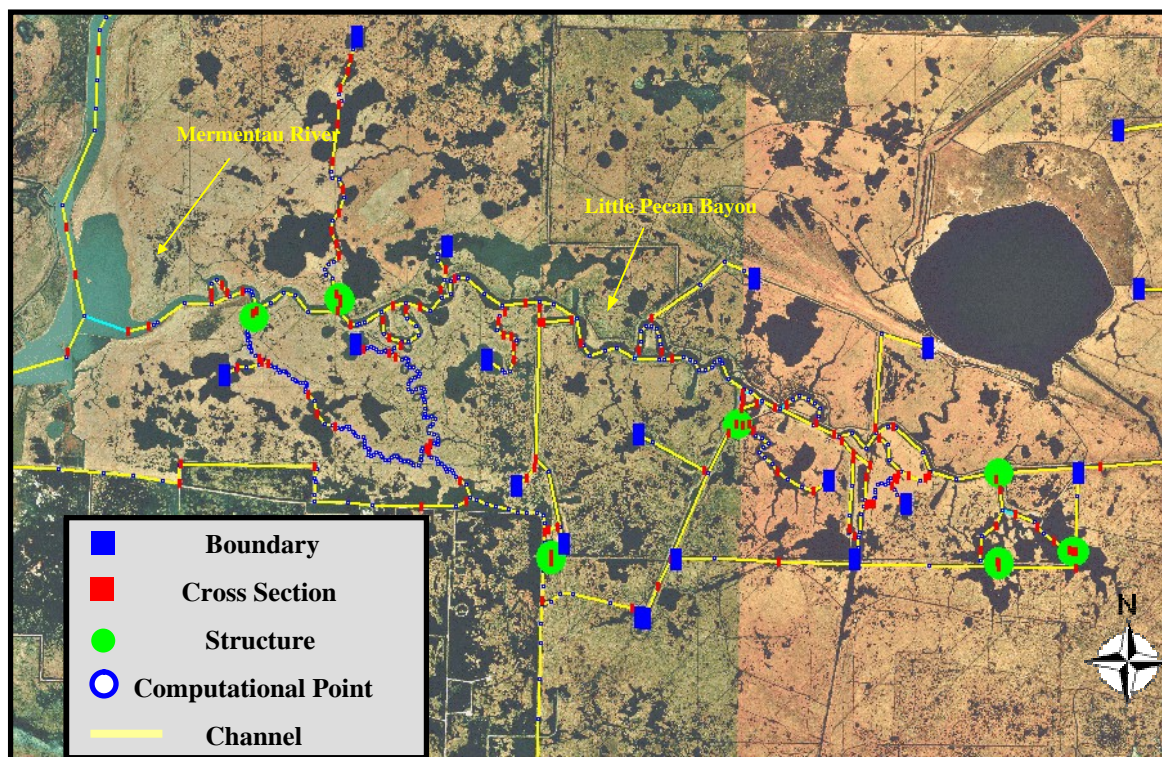 Mermentau River
Little Pecan Bayou
Boundary
Cross Section
Structure
Computational Point
Channel
N